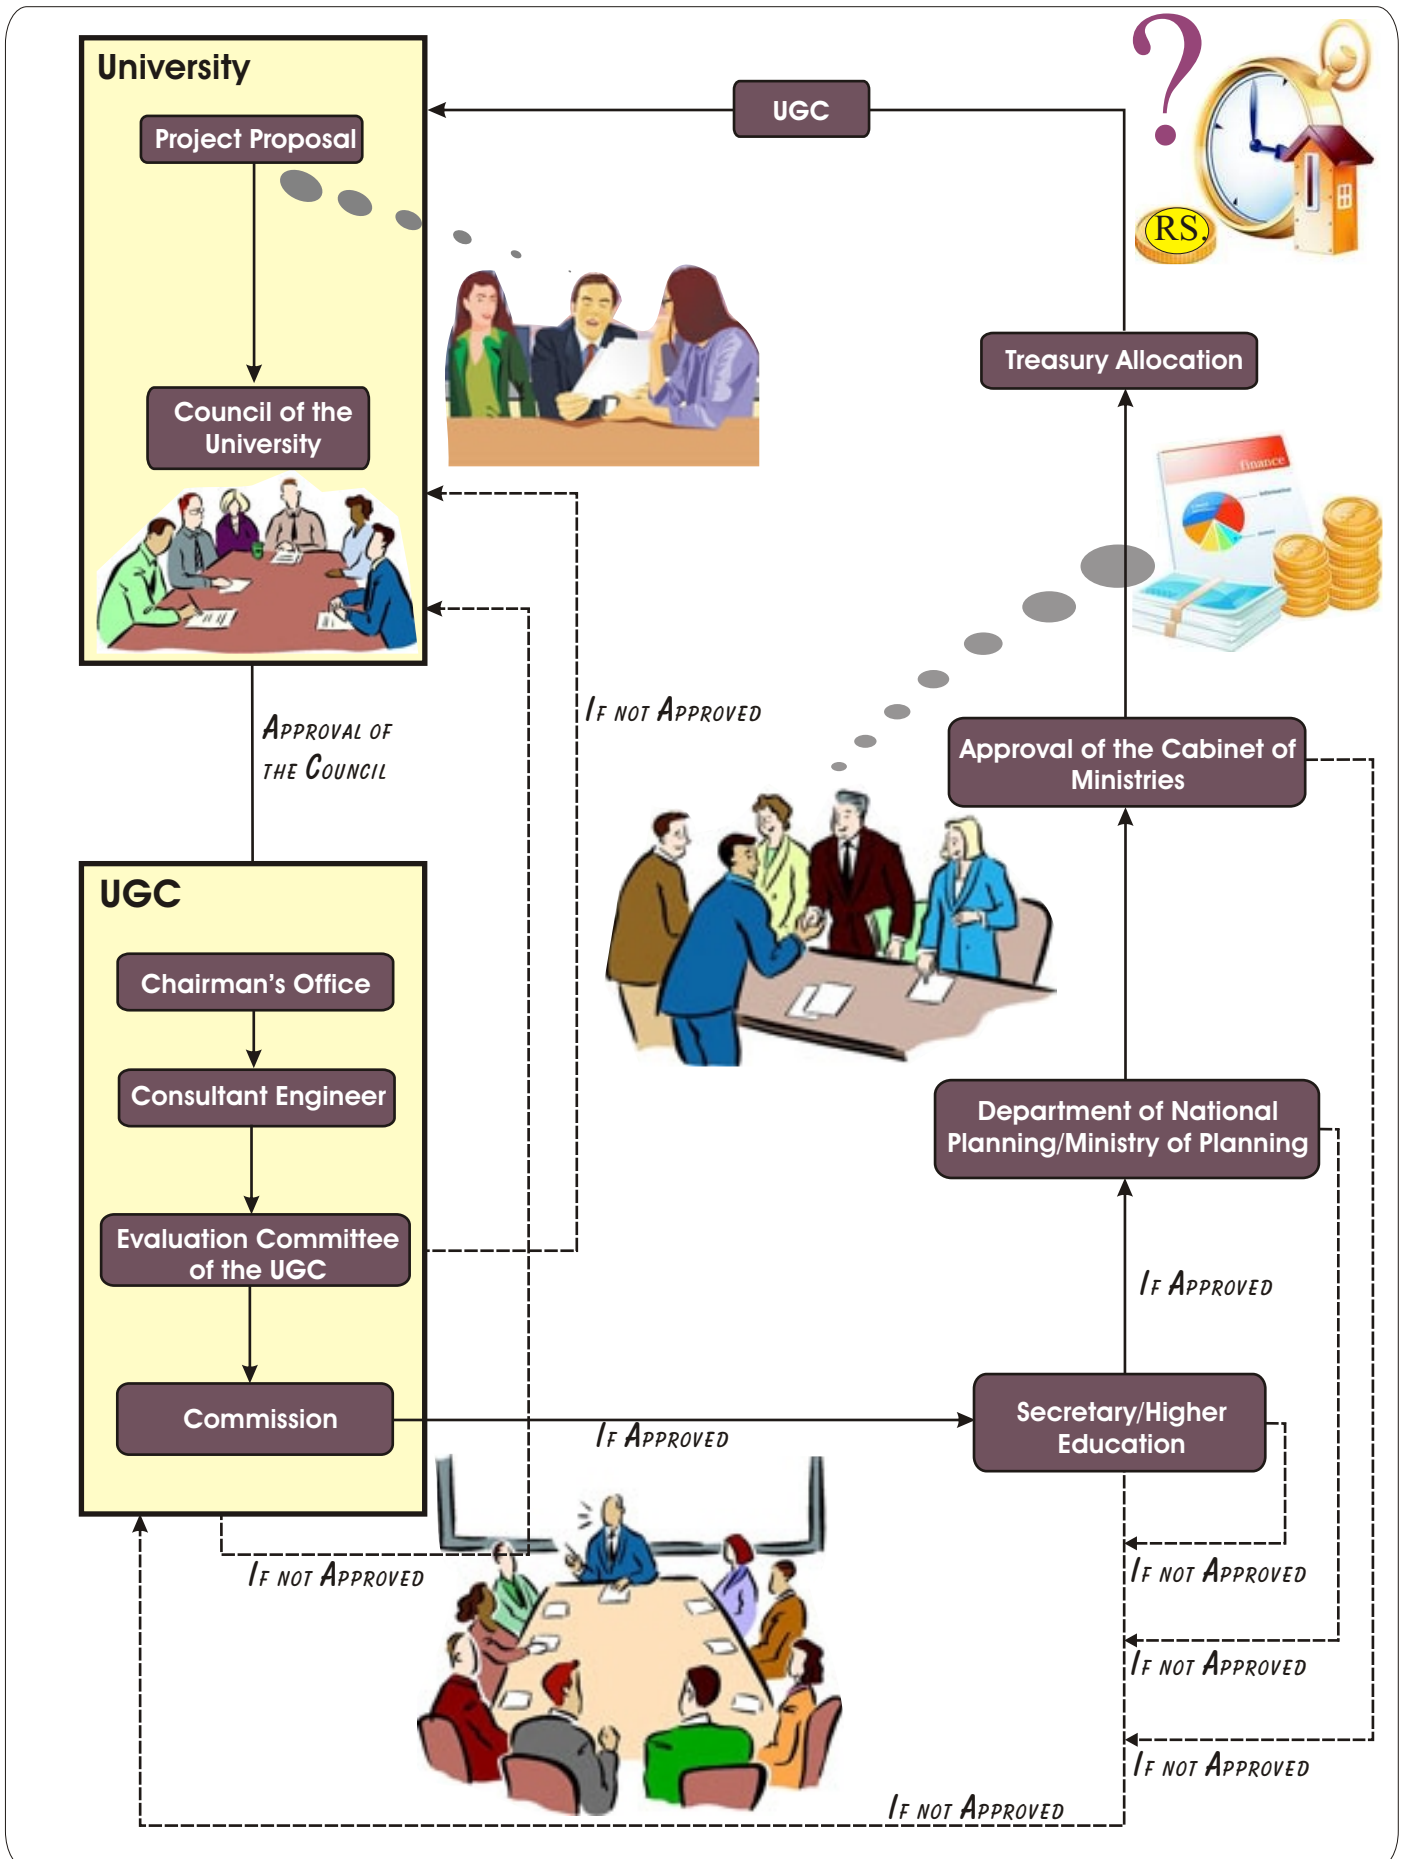 University
Project Proposal
Council of the
University
UGC
RS.
Treasury Allocation
finance
IF NOT APPROVED
APPROVAL OF
THE COUNCIL
Approval of the Cabinet of
Ministries
UGC
Chairman's Office
Consultant Engineer
Evaluation Committee
of the UGC
Commission
Department of National
Planning/Ministry of Planning
IF APPROVED
Secretary/Higher
Education
IF APPROVED
IF NOT APPROVED
IF NOT APPROVED
IF NOT APPROVED
IF NOT APPROVED
IF NOT APPROVED
?